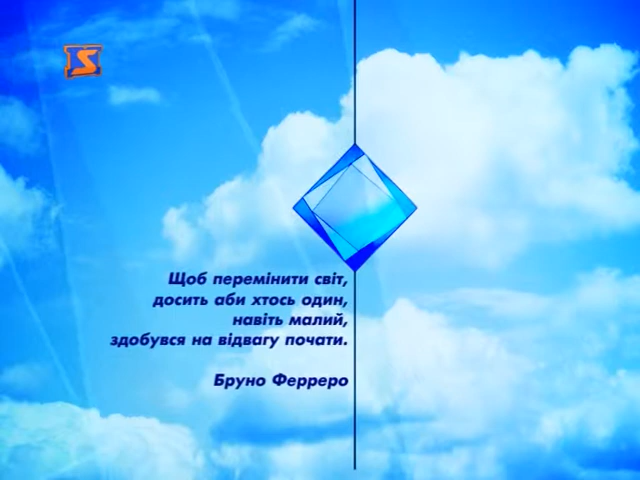 Щоб перемінити світ,
досить аби хтось один,
навіть малий,
здобувся на відвагу почати.
Бруно Ферреро